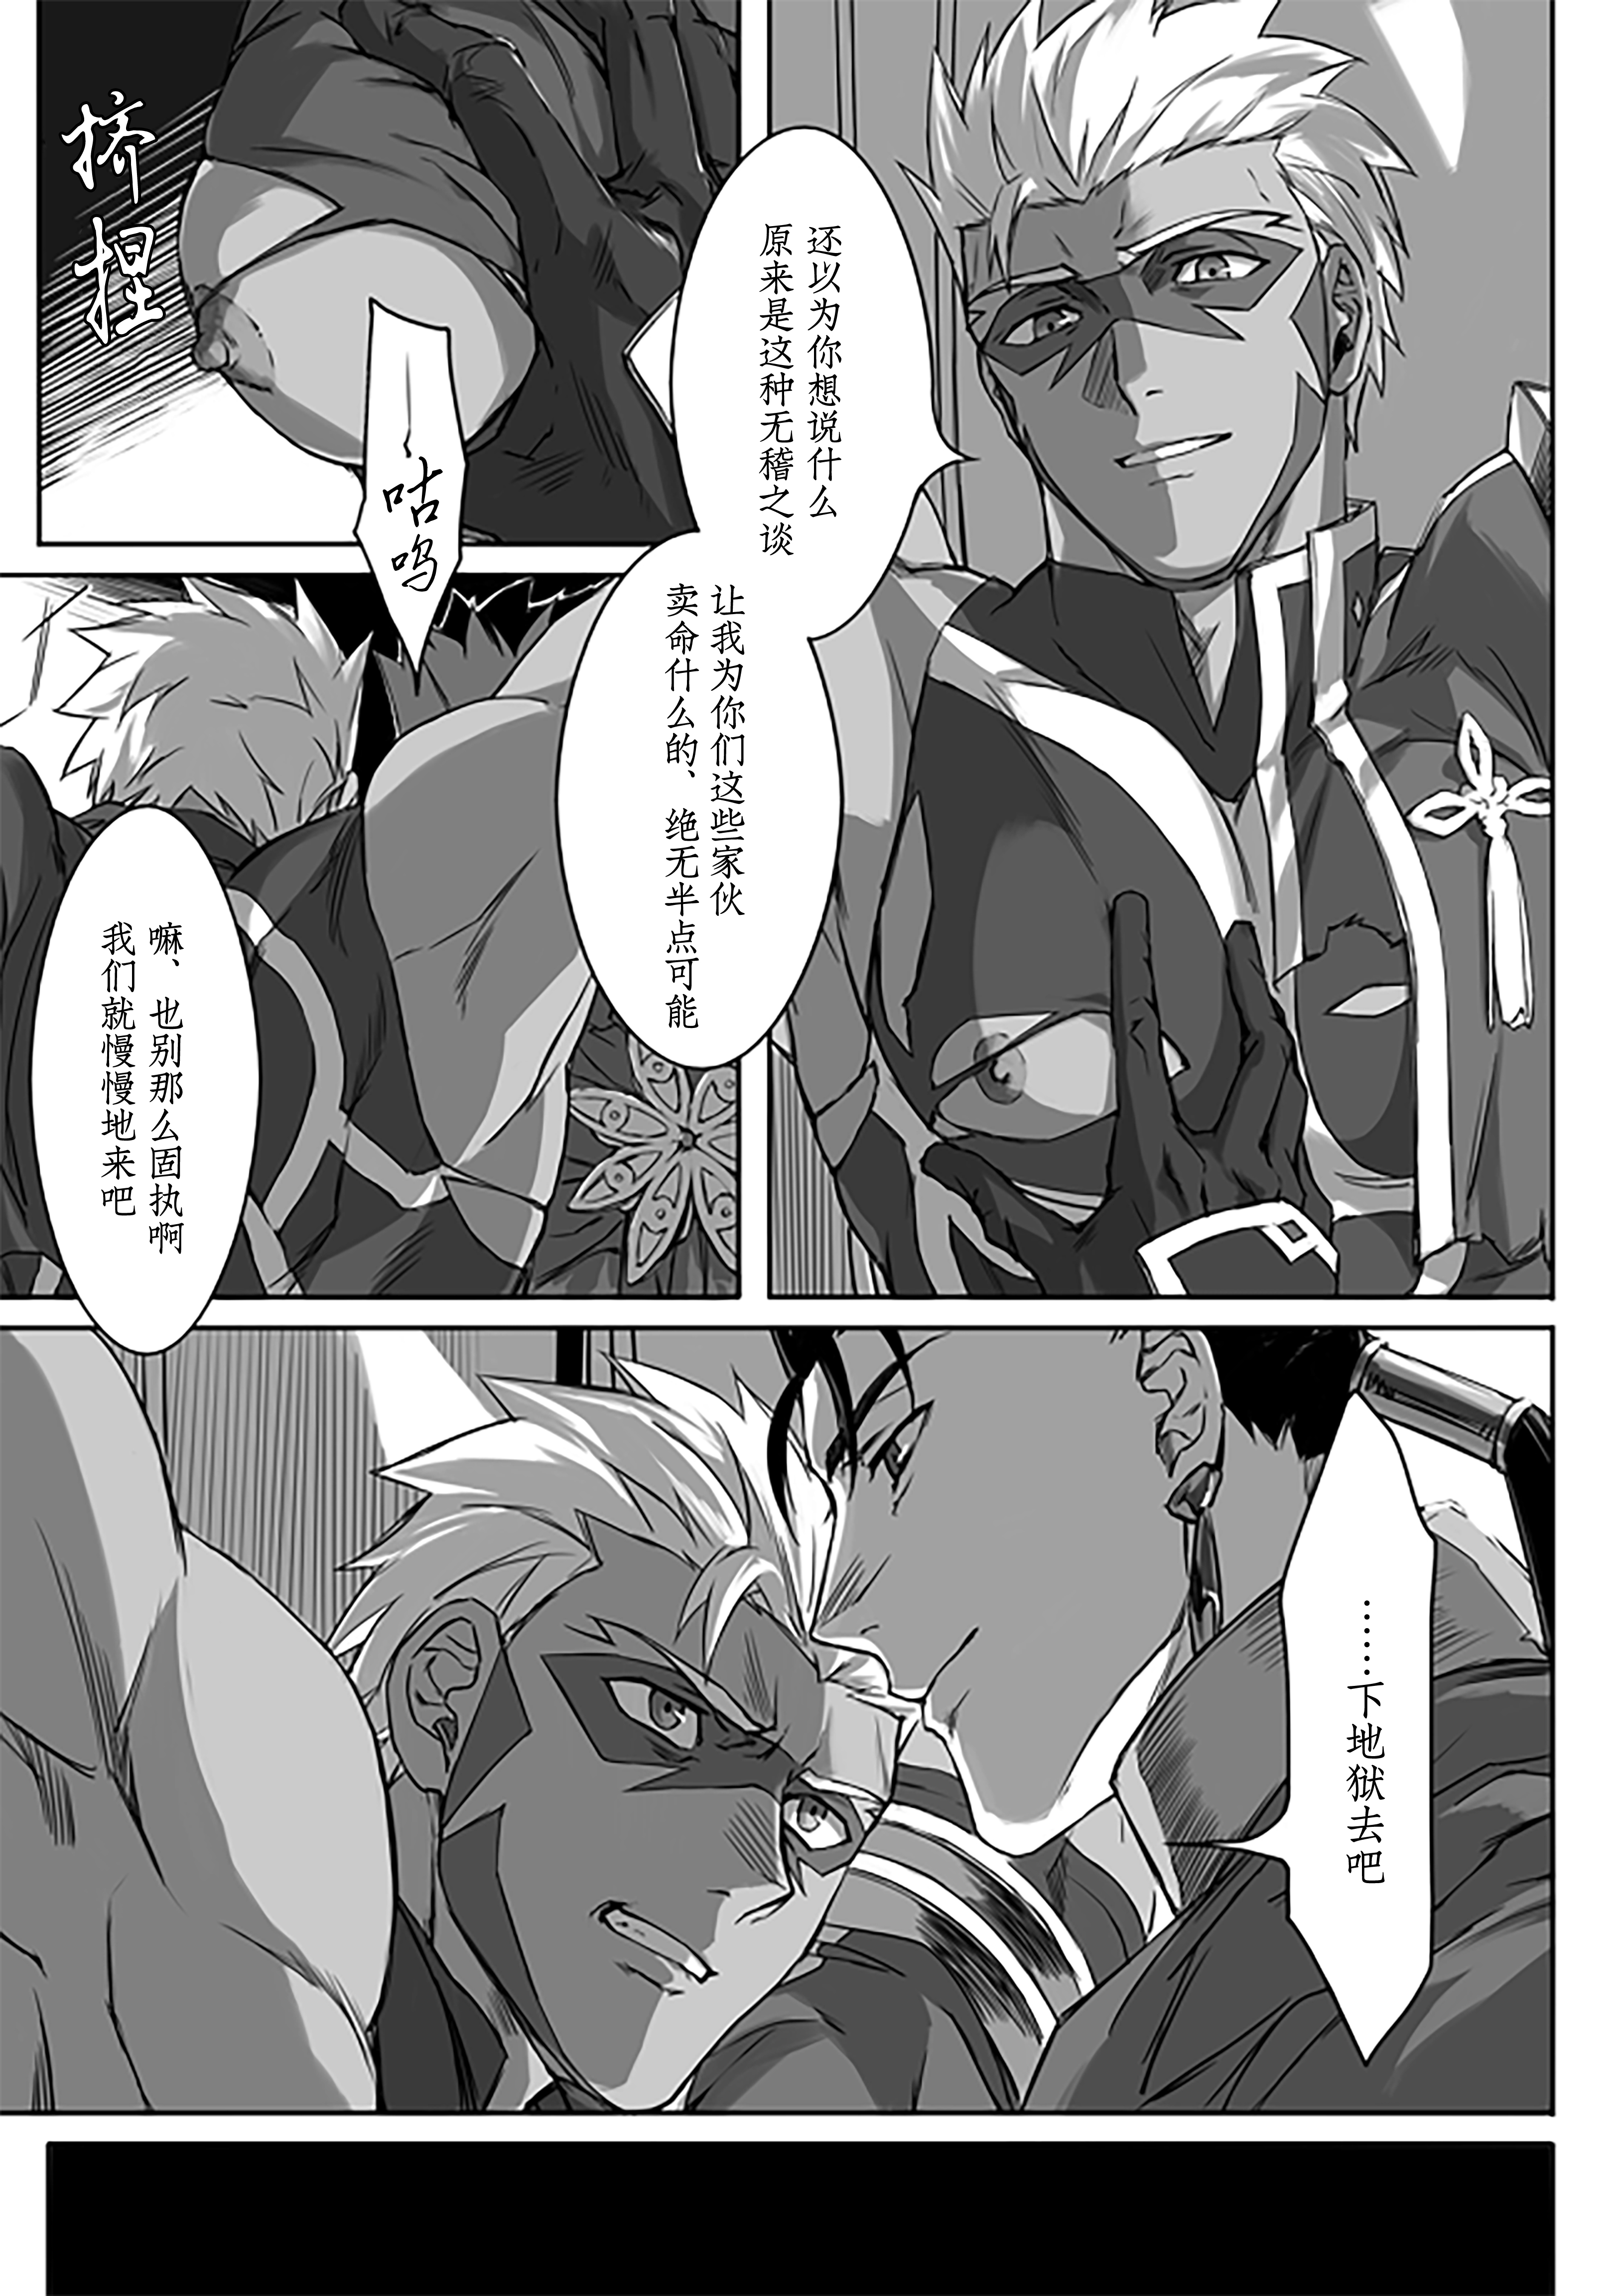 还以为你想说什么
原来是这种无稽之谈
让我为你们这些家伙
卖命什么的、绝无半点可能
挤捏
咕呜
嘛、也别那么固执啊
我们就慢慢地来吧
……下地狱去吧